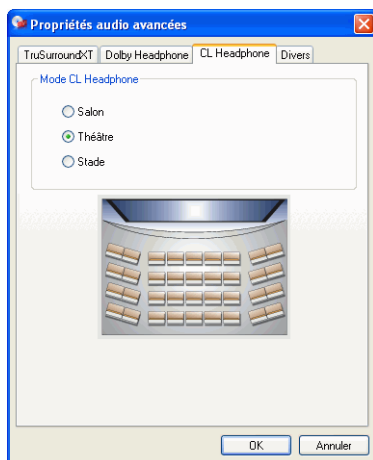 Propriétés audio avancées
TruSurroundXT Dolby Headphone CL Headphone Divers
Mode CL Headphone
Salon
Théâtre
Stade
OK Annuler